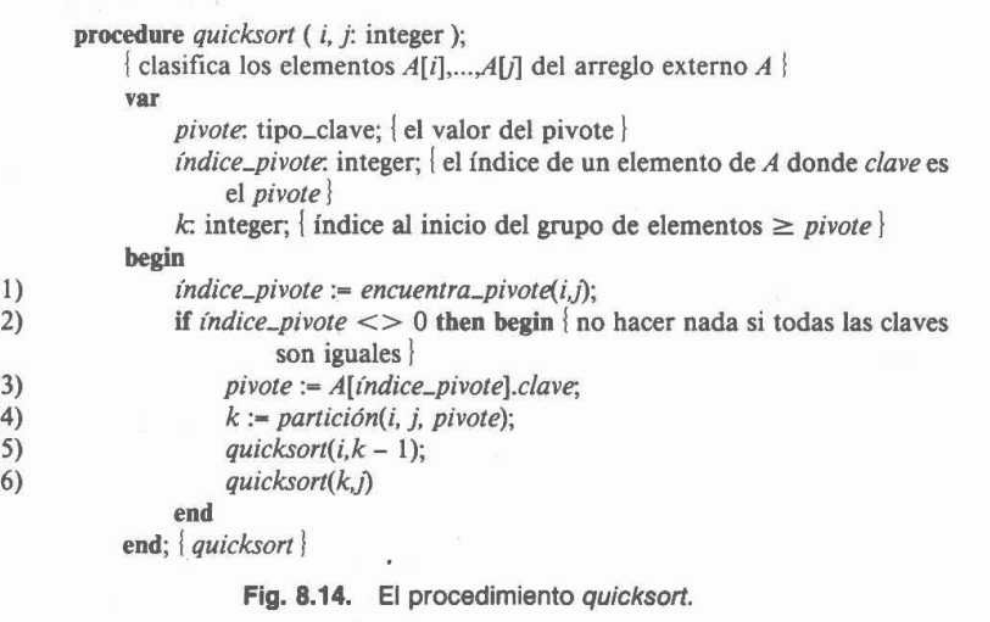 procedure quicksort ( i, j: integer );
{ clasifica los elementos A[i],...,A[j] del arreglo externo A }
var
pivote: tipo_clave; { el valor del pivote }
índice_pivote: integer; { el índice de un elemento de A donde clave es
el pivote }
k: integer; { índice al inicio del grupo de elementos ≥ pivote }
begin
1) índice_pivote := encuentra_pivote(i,j);
2) if índice_pivote <> 0 then begin { no hacer nada si todas las claves
son iguales }
3) pivote := A[índice_pivote].clave;
4) k := partición(i, j, pivote);
5) quicksort(i,k – 1);
6) quicksort(k,j)
end
end; { quicksort }
Fig. 8.14. El procedimiento quicksort.